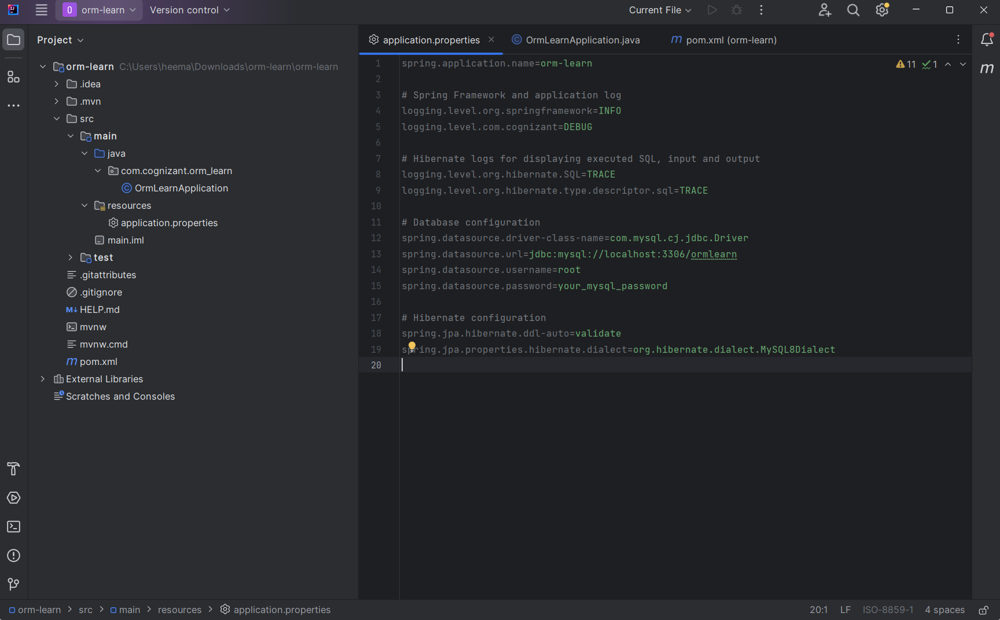 O orm-learn Version control Current File
Project
orm-learn C:\Users\heema\Downloads\orm-learn\orm-learn
.idea
.mvn
src
main
java
com.cognizant.orm_learn
OrmLearnApplication
resources
application.properties
main.iml
test
.gitattributes
.gitignore
M↓ HELP.md
mvnw
mvnw.cmd
m pom.xml
External Libraries
Scratches and Consoles
application.properties OrmLearnApplication.java m pom.xml (orm-learn)
11 1
m
1 spring.application.name=orm-learn
2
3 # Spring Framework and application log
4 logging.level.org.springframework=INFO
5 logging.level.com.cognizant=DEBUG
6
7 # Hibernate logs for displaying executed SQL, input and output
8 logging.level.org.hibernate.SQL=TRACE
9 logging.level.org.hibernate.type.descriptor.sql=TRACE
10
11 # Database configuration
12 spring.datasource.driver-class-name=com.mysql.cj.jdbc.Driver
13 spring.datasource.url=jdbc:mysql://localhost:3306/ormlearn
14 spring.datasource.username=root
15 spring.datasource.password=your_mysql_password
16
17 # Hibernate configuration
18 spring.jpa.hibernate.ddl-auto=validate
19 spring.jpa.properties.hibernate.dialect=org.hibernate.dialect.MySQL8Dialect
20
orm-learn > src > main > resources > application.properties 20:1 LF ISO-8859-1 4 spaces